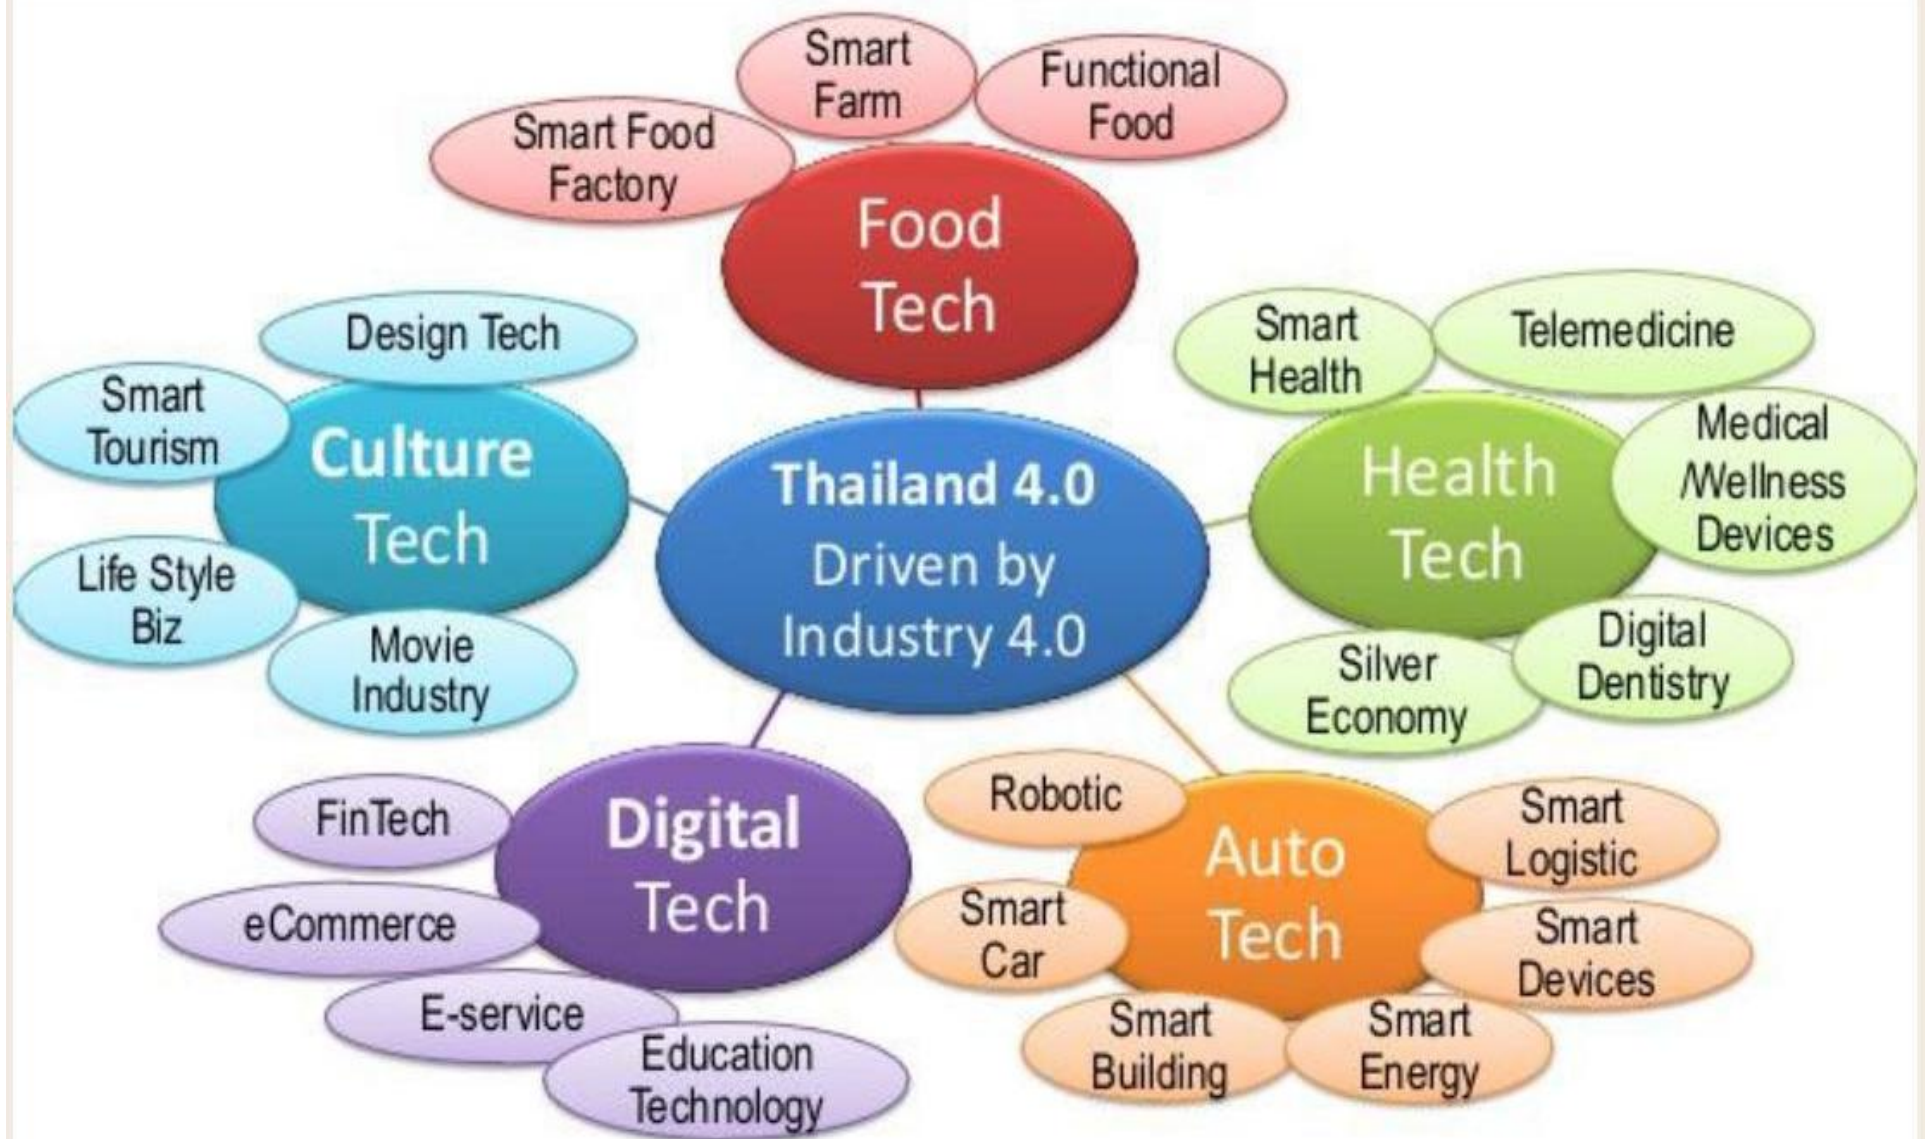 Smart
Farm
Functional
Food
Smart Food
Factory
Food
Tech
Design Tech
Smart
Tourism
Culture
Tech
Life Style
Biz
Movie
Industry
Thailand 4.0
Driven by
Industry 4.0
Smart
Health
Telemedicine
Health
Tech
Medical
/Wellness
Devices
Digital
Dentistry
Silver
Economy
FinTech
Digital
Tech
eCommerce
E-service
Education
Technology
Robotic
Auto
Tech
Smart
Logistic
Smart
Car
Smart
Devices
Smart
Building
Smart
Energy